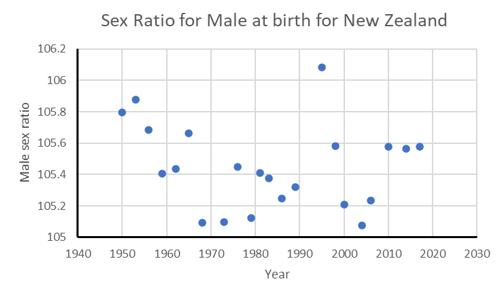 Sex Ratio for Male at birth for New Zealand
106.2
106
105.8
105.6
105.4
105.2
105
Male sex ratio
1940 1950 1960 1970 1980 1990 2000 2010 2020 2030
Year